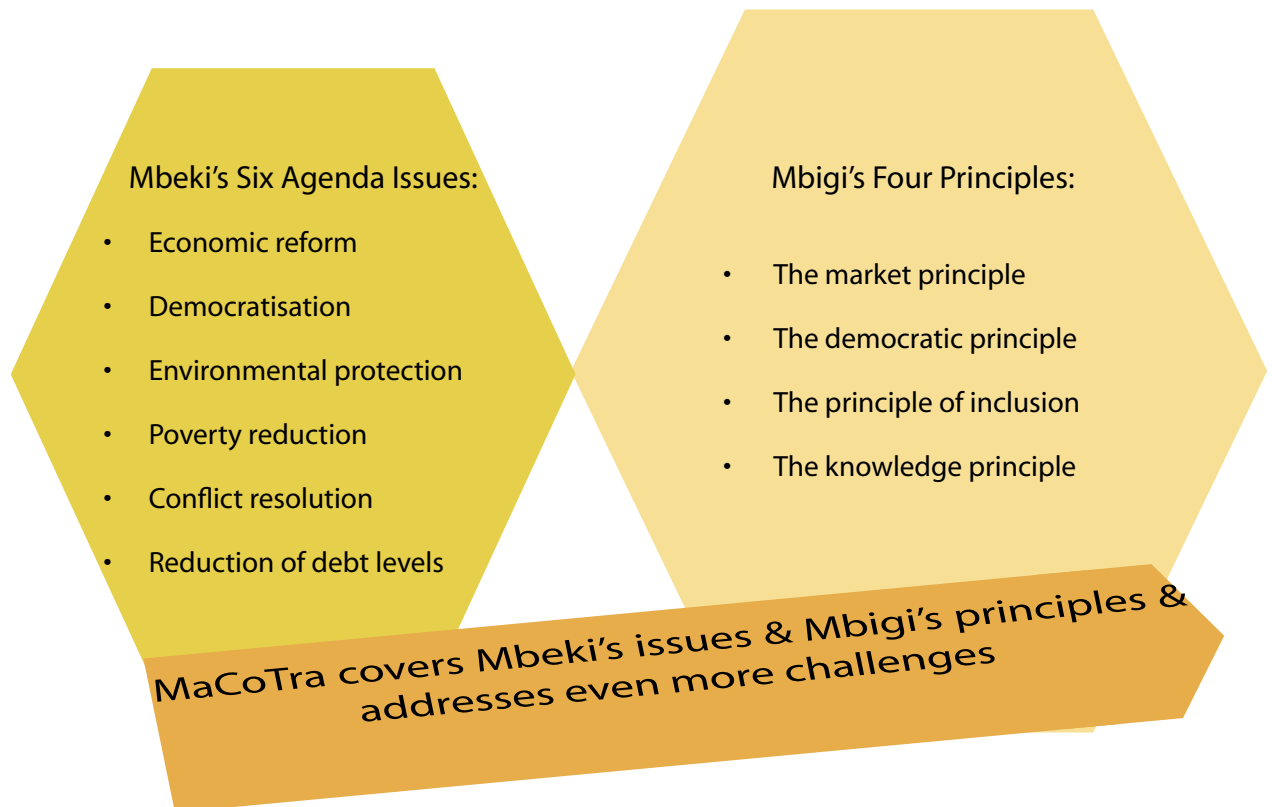 Mbeki’s Six Agenda Issues:
• Economic reform
• Democratisation
• Environmental protection
• Poverty reduction
• Conflict resolution
• Reduction of debt levels
Mbigi’s Four Principles:
• The market principle
• The democratic principle
• The principle of inclusion
• The knowledge principle
MaCoTra covers Mbeki’s issues & Mbigi’s principles &
addresses even more challenges